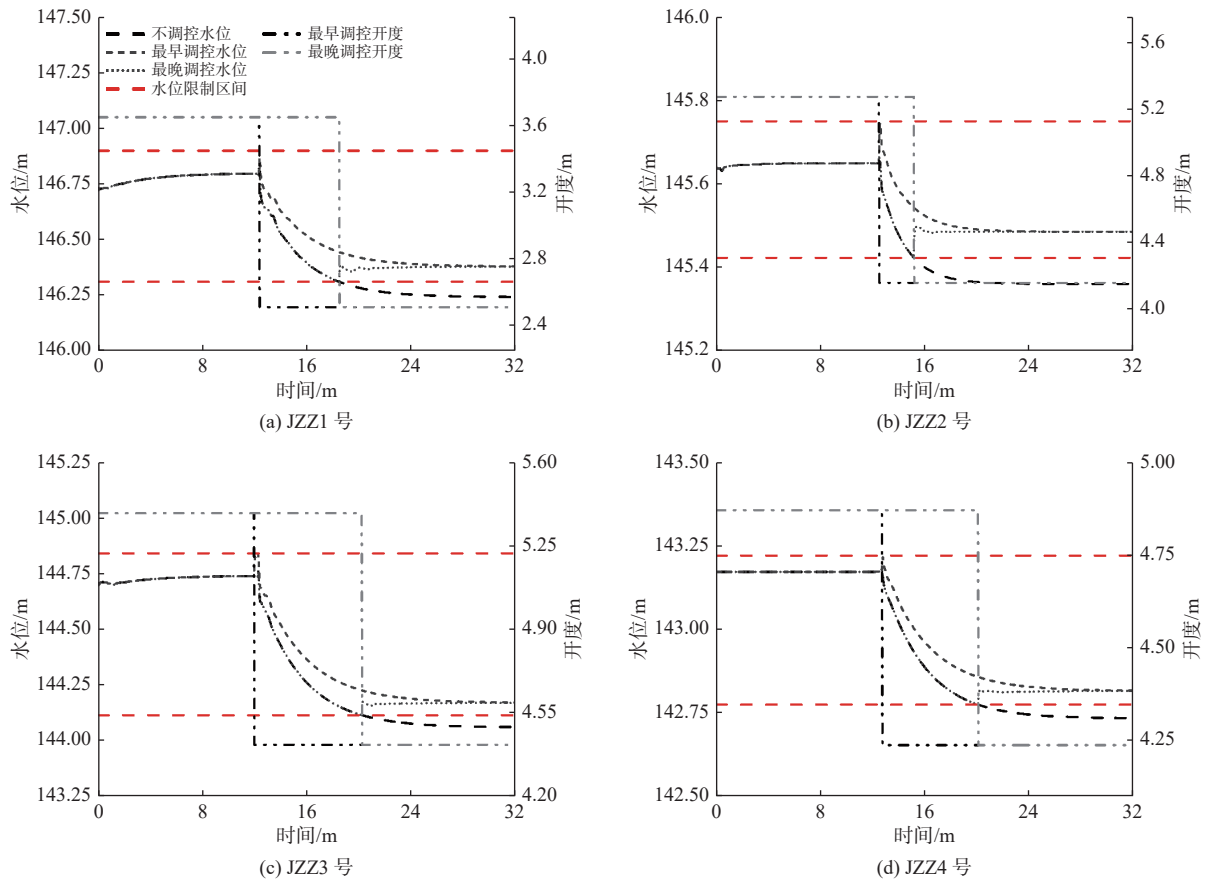 147.50
147.25
147.00
146.75
146.50
146.25
146.00
水位/m
不调控水位
最早调控水位
最晚调控水位
水位限制区间
最早调控开度
最晚调控开度
4.0
3.6
3.2
2.8
2.4
开度/m
0 8 16 24 32
时间/m
(a) JZZ1 号
146.0
145.8
145.6
145.4
145.2
水位/m
5.6
5.2
4.8
4.4
4.0
开度/m
0 8 16 24 32
时间/m
(b) JZZ2 号
145.25
145.00
144.75
144.50
144.25
144.00
143.25
水位/m
5.60
5.25
4.90
4.55
4.20
开度/m
0 8 16 24 32
时间/m
(c) JZZ3 号
143.50
143.25
143.00
142.75
142.50
水位/m
5.00
4.75
4.50
4.25
开度/m
0 8 16 24 32
时间/m
(d) JZZ4 号